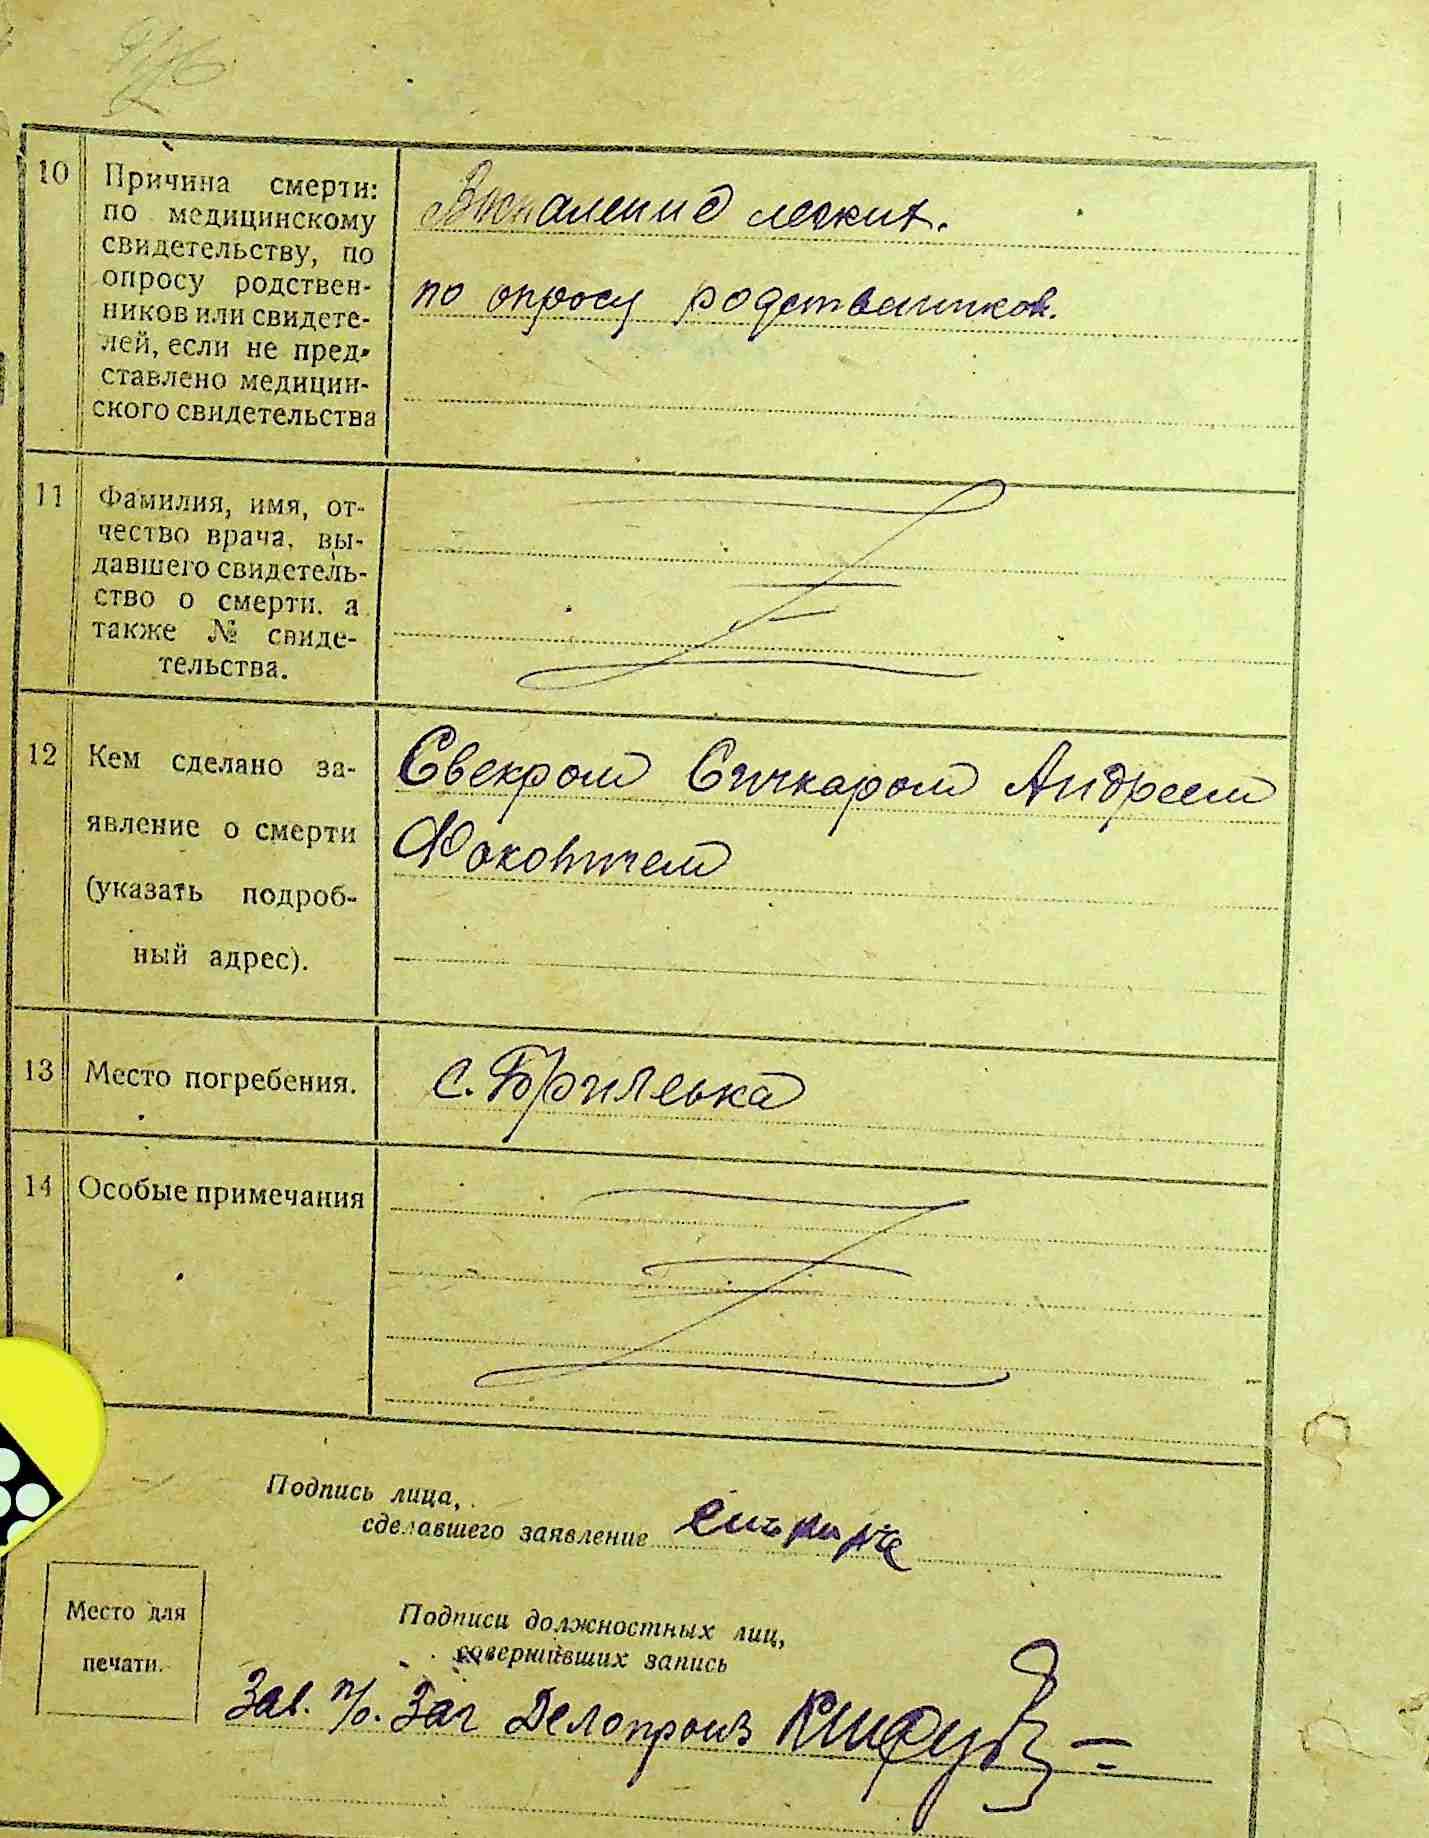 10
Причина смерти:
по медицинскому
свидетельству, по
опросу родствен-
ников или свидете-
лей, если не пред-
ставлено медицин-
ского свидетельства
Воспаление легких.
по опросу родственников.
11
Фамилия, имя, от-
чество врача, вы-
давшего свидетель-
ство о смерти, а
также № свиде-
тельства.
12
Кем сделано за-
явление о смерти
(указать подроб-
ный адрес).
Свекром Сичкаром Андреем
Фоковичем
13
Место погребения.
с. Брилевка
14
Особые примечания
Подпись лица,
сделавшего заявление
Место для
печати.
Подписи должностных лиц,
совершивших запись
Зав. п/о. Заг Делопроизв